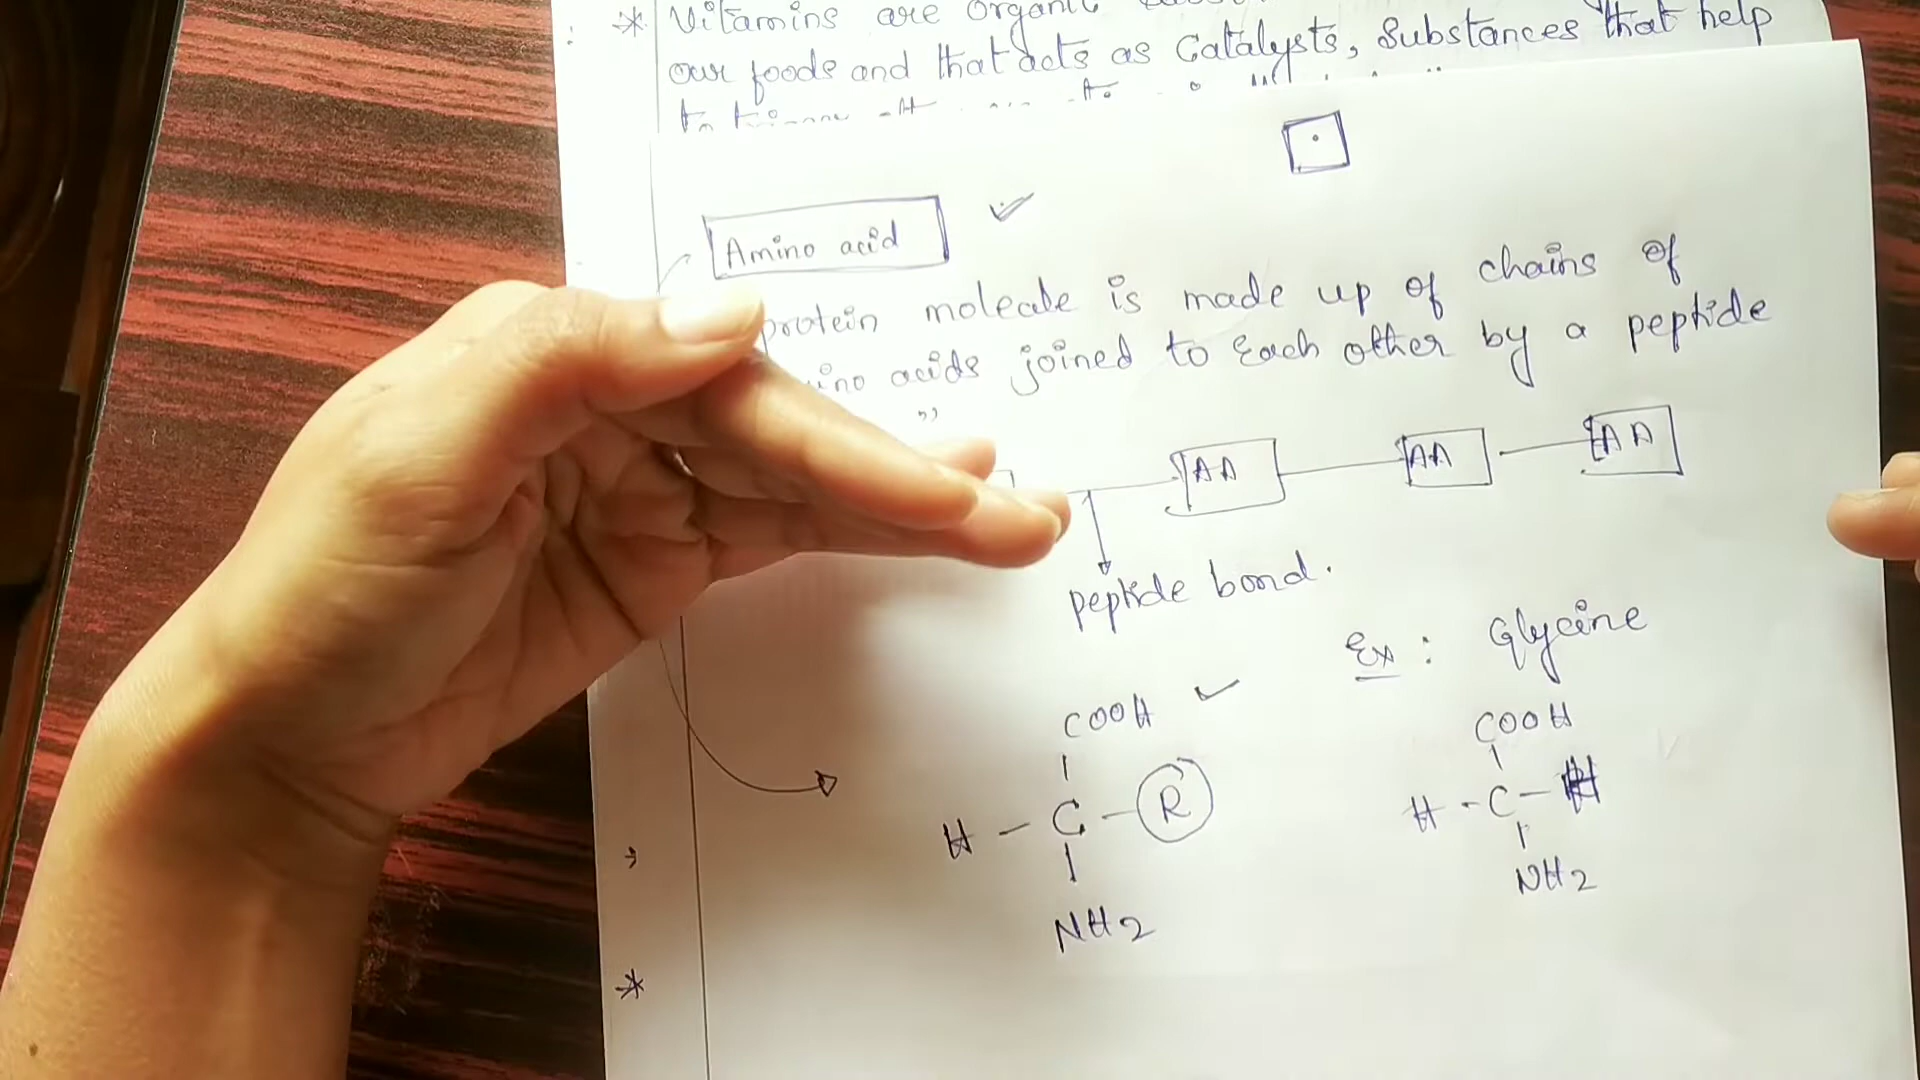 * Vitamins are Organic
our foods and that acts as Catalysts, Substances that help
Amino acid
protein molecule is made up of chains of
acids joined to Each other by a peptide
AA AA AA
peptide bond.
Ex : Glycine
COOH COOH
H - C - R H - C - H
NH2 NH2
*